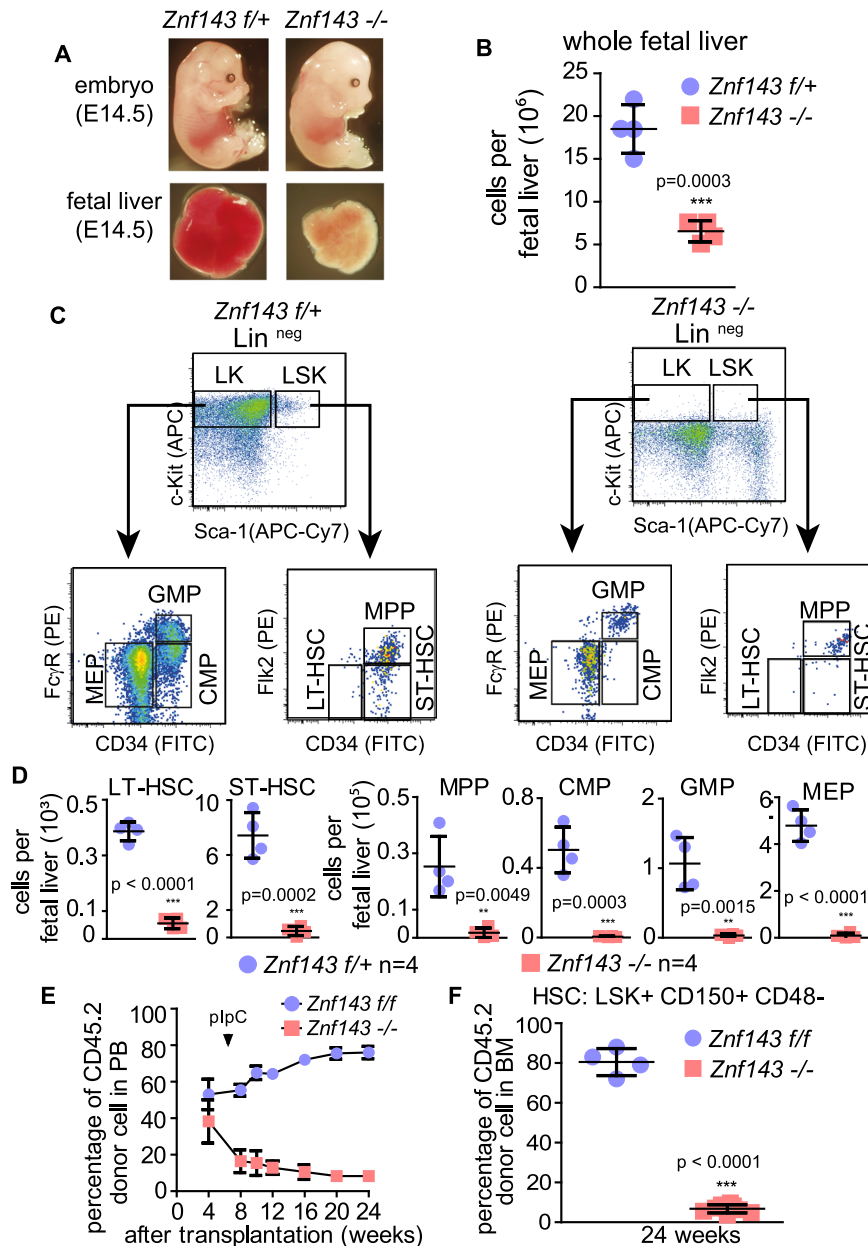 A
Znf143 f/+
Znf143 -/-
embryo
(E14.5)
fetal liver
(E14.5)
B
whole fetal liver
cells per
fetal liver (10⁶)
25
20
15
10
5
0
Znf143 f/+
Znf143 -/-
p=0.0003
***
C
Znf143 f/+
Lin neg
LK
LSK
c-Kit (APC)
Sca-1(APC-Cy7)
Znf143 -/-
Lin neg
LK
LSK
c-Kit (APC)
Sca-1(APC-Cy7)
GMP
MEP
CMP
FcγR (PE)
CD34 (FITC)
MPP
LT-HSC
ST-HSC
Flk2 (PE)
CD34 (FITC)
GMP
MEP
CMP
FcγR (PE)
CD34 (FITC)
MPP
LT-HSC
ST-HSC
Flk2 (PE)
CD34 (FITC)
D
cells per
fetal liver (10³)
LT-HSC
0.5
0.3
0.1
0
p < 0.0001
***
ST-HSC
10
8
6
4
2
0
p=0.0002
***
cells per
fetal liver (10⁵)
MPP
0.6
0.4
0.2
0
p=0.0049
**
CMP
0.8
0.4
0
p=0.0003
***
GMP
2
1
0
p=0.0015
**
MEP
6
4
2
0
p < 0.0001
***
Znf143 f/+ n=4
Znf143 -/- n=4
E
pIpC
Znf143 f/f
Znf143 -/-
percentage of CD45.2
donor cell in PB
100
80
60
40
20
0
0 4 8 12 16 20 24
after transplantation (weeks)
F
HSC: LSK+ CD150+ CD48-
Znf143 f/f
Znf143 -/-
percentage of CD45.2
donor cell in BM
100
80
60
40
20
0
p < 0.0001
***
24 weeks